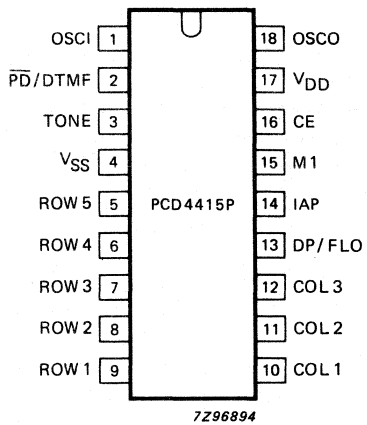 OSCI 1 18 OSCO
PD/DTMF 2 17 VDD
TONE 3 16 CE
VSS 4 15 M1
ROW 5 5 PCD4415P 14 IAP
ROW 4 6 13 DP/FLO
ROW 3 7 12 COL 3
ROW 2 8 11 COL 2
ROW 1 9 10 COL 1
7Z96894